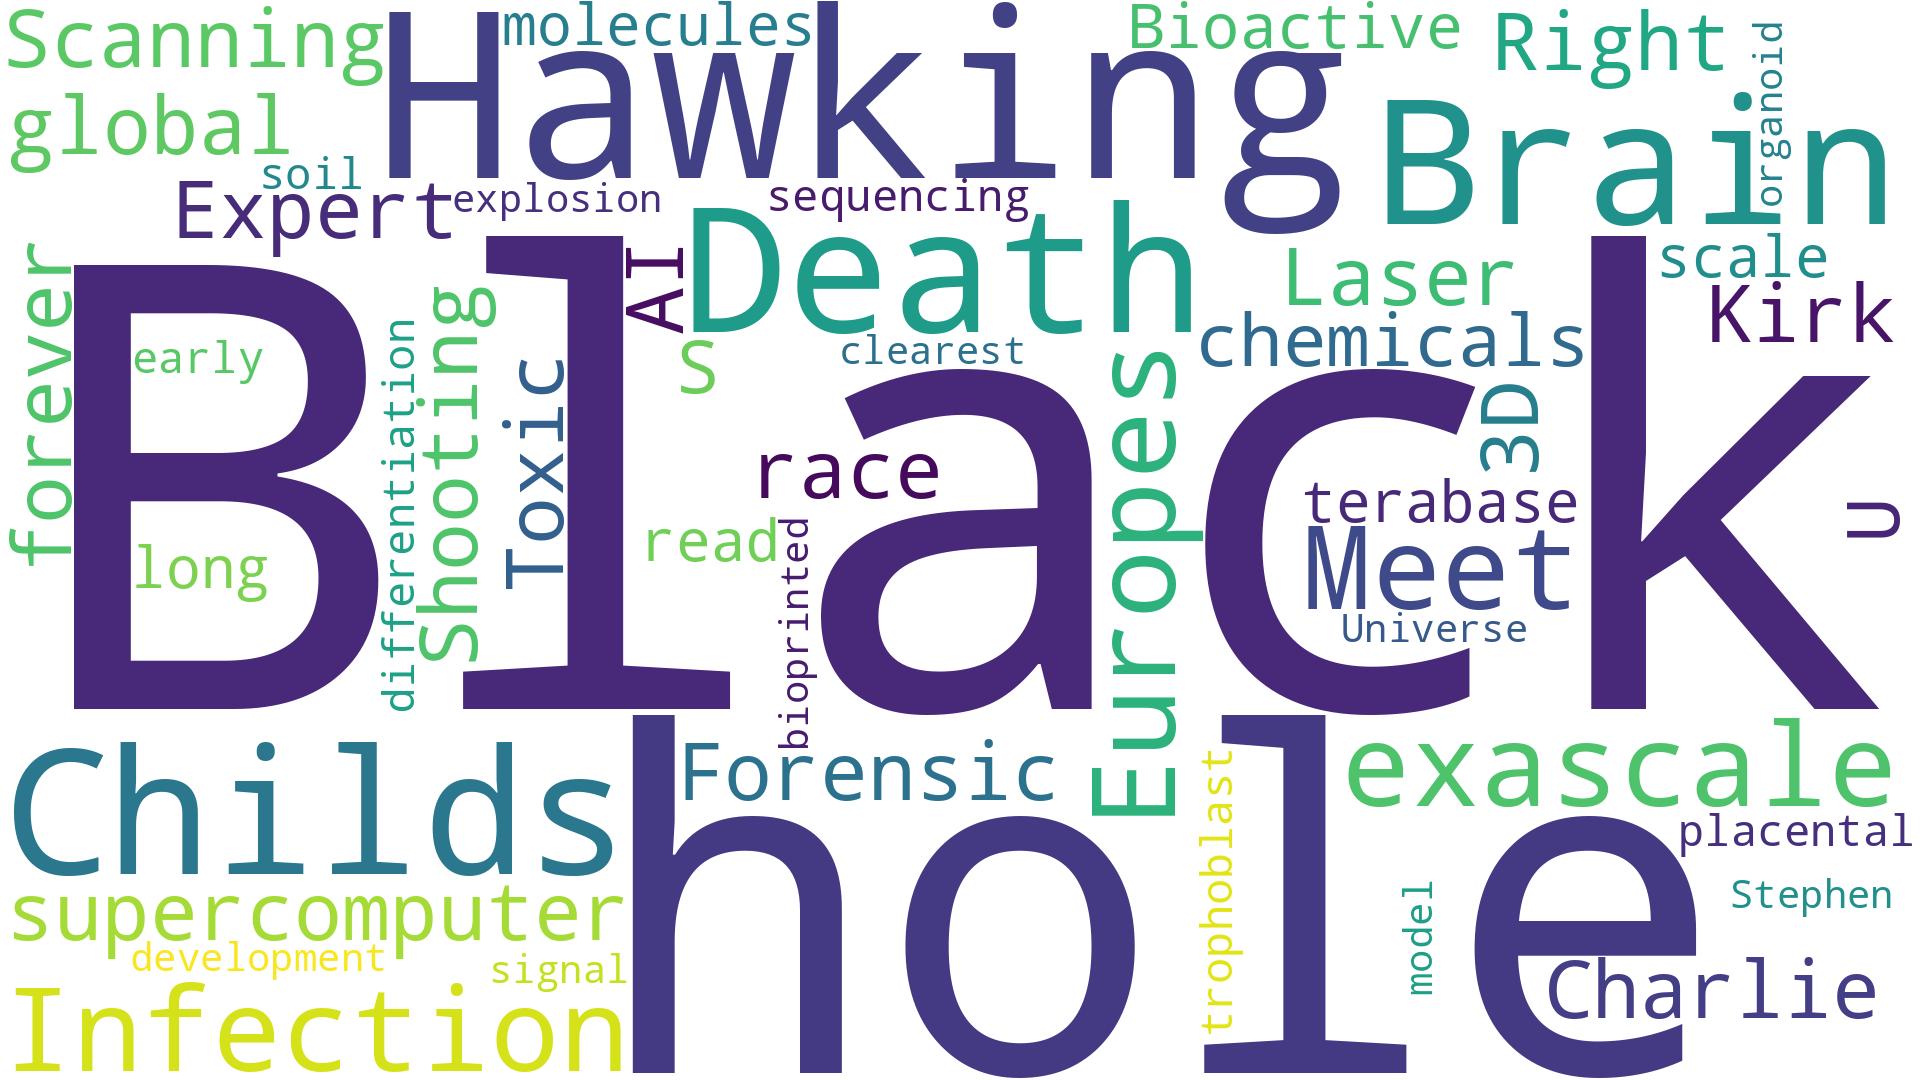 Scanning
Hawking
molecules
Bioactive
Right
organoid
global
Brain
soil
Expert
explosion
sequencing
Death
scale
Laser
Kirk
forever
Black
AI
Shooting
early
differentiation
Toxic
S
clearest
chemicals
Europes
3D
race
terabase
U
read
bioprinted
long
Meet
Universe
Childs
hole
Forensic
exascale
trophoblast
placental
supercomputer
model
Stephen
development
signal
Charlie
Infection